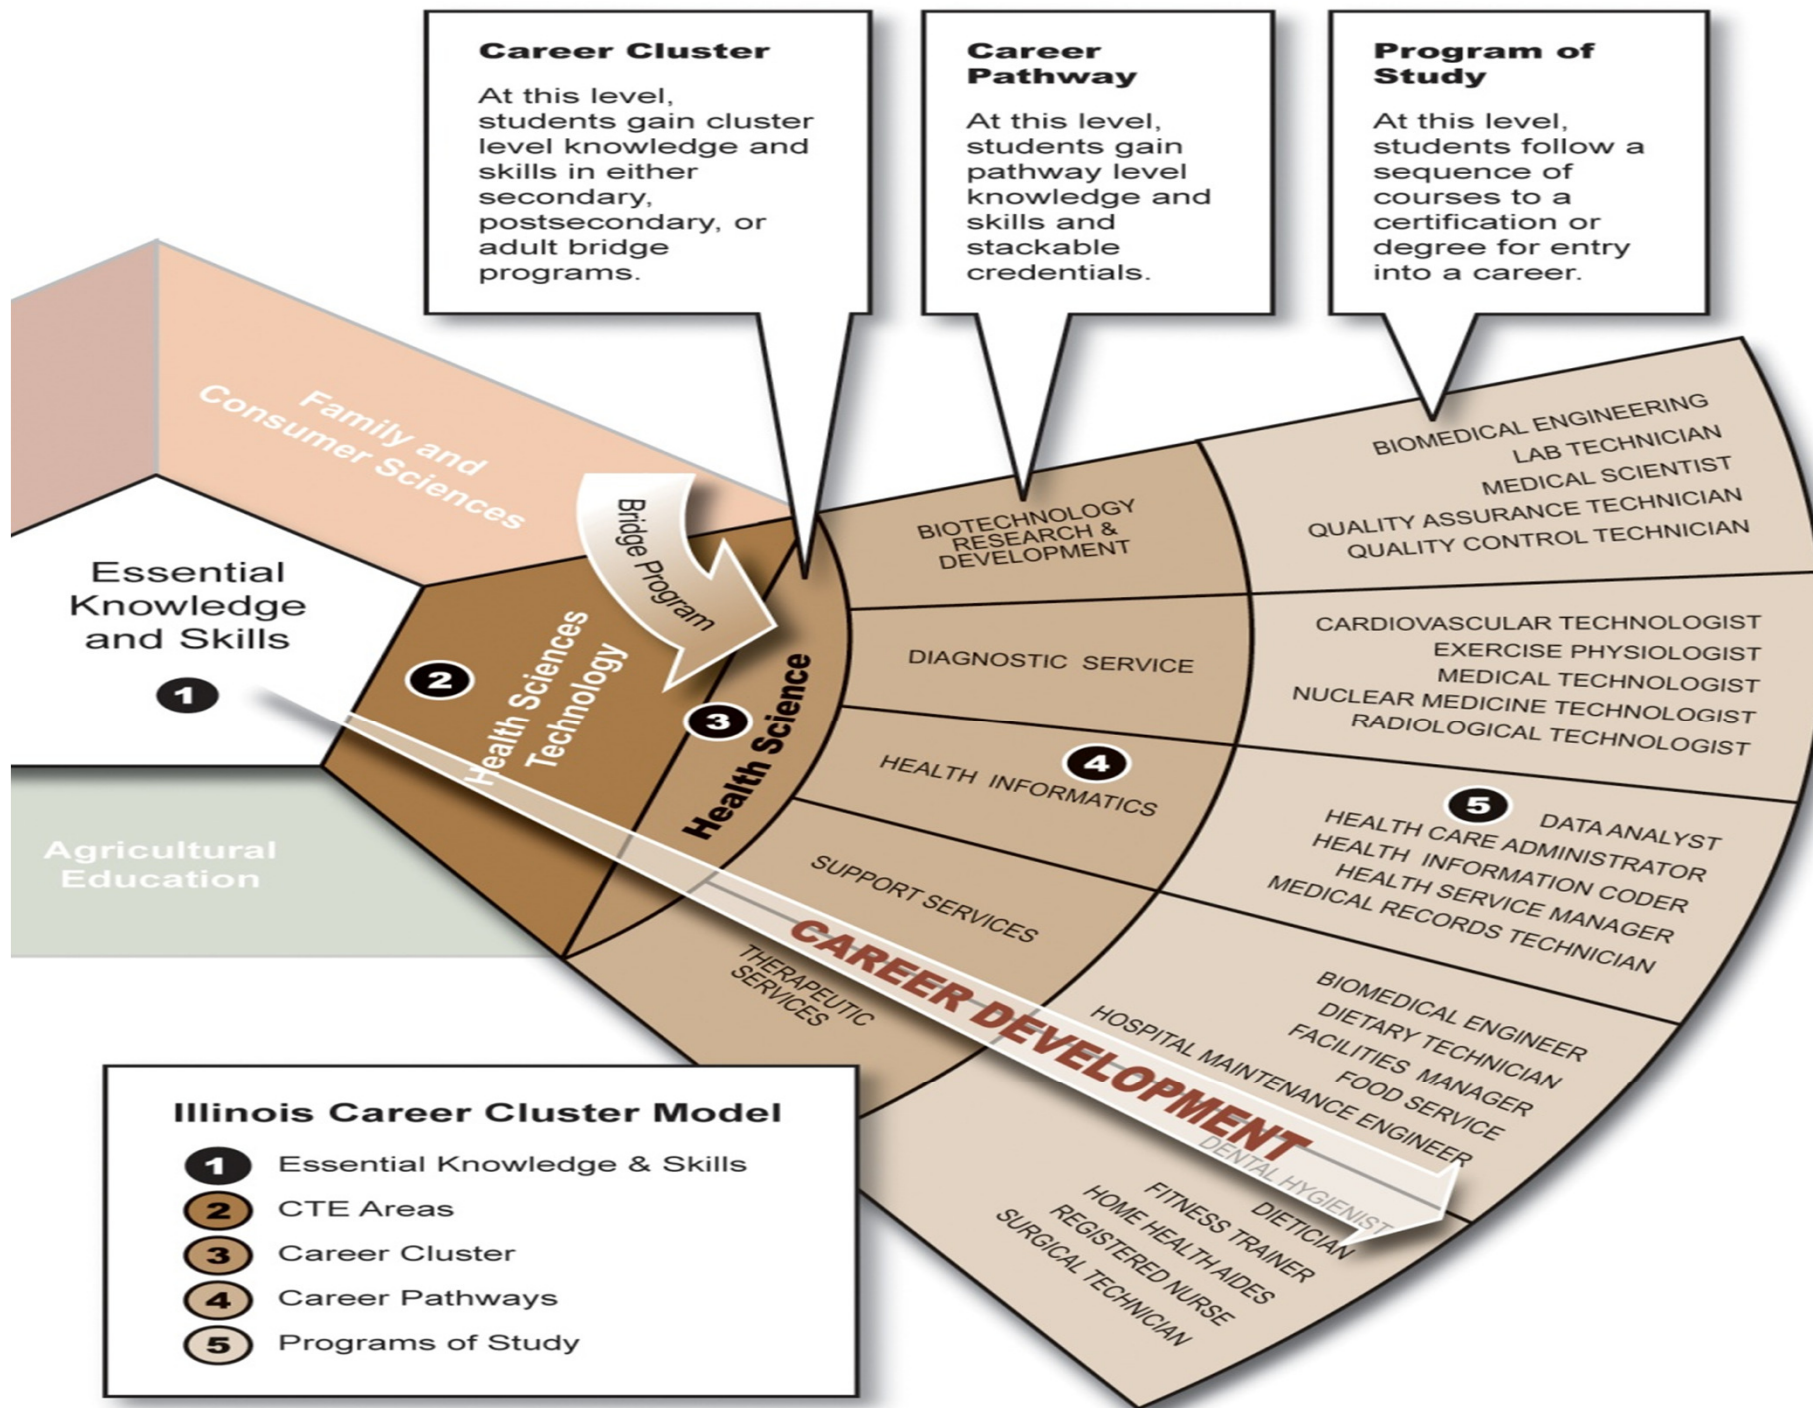 Career Cluster
At this level,
students gain cluster
level knowledge and
skills in either
secondary,
postsecondary, or
adult bridge
programs.
Career
Pathway
At this level,
students gain
pathway level
knowledge and
skills and
stackable
credentials.
Program of
Study
At this level,
students follow a
sequence of
courses to a
certification or
degree for entry
into a career.
Family and
Consumer Sciences
Bridge Program
Essential
Knowledge
and Skills
1
2
Health Sciences
Technology
3
Health Science
Agricultural
Education
BIOTECHNOLOGY
RESEARCH &
DEVELOPMENT
DIAGNOSTIC SERVICE
4
HEALTH INFORMATICS
SUPPORT SERVICES
THERAPEUTIC
SERVICES
BIOMEDICAL ENGINEERING
LAB TECHNICIAN
MEDICAL SCIENTIST
QUALITY ASSURANCE TECHNICIAN
QUALITY CONTROL TECHNICIAN
CARDIOVASCULAR TECHNOLOGIST
EXERCISE PHYSIOLOGIST
MEDICAL TECHNOLOGIST
NUCLEAR MEDICINE TECHNOLOGIST
RADIOLOGICAL TECHNOLOGIST
5
DATA ANALYST
HEALTH CARE ADMINISTRATOR
HEALTH INFORMATION CODER
HEALTH SERVICE MANAGER
MEDICAL RECORDS TECHNICIAN
BIOMEDICAL ENGINEER
DIETARY TECHNICIAN
FACILITIES MANAGER
FOOD SERVICE
HOSPITAL MAINTENANCE ENGINEER
CAREER DEVELOPMENT
DENTAL HYGIENIST
DIETICIAN
FITNESS TRAINER
HOME HEALTH AIDES
REGISTERED NURSE
SURGICAL TECHNICIAN
Illinois Career Cluster Model
1 Essential Knowledge & Skills
2 CTE Areas
3 Career Cluster
4 Career Pathways
5 Programs of Study